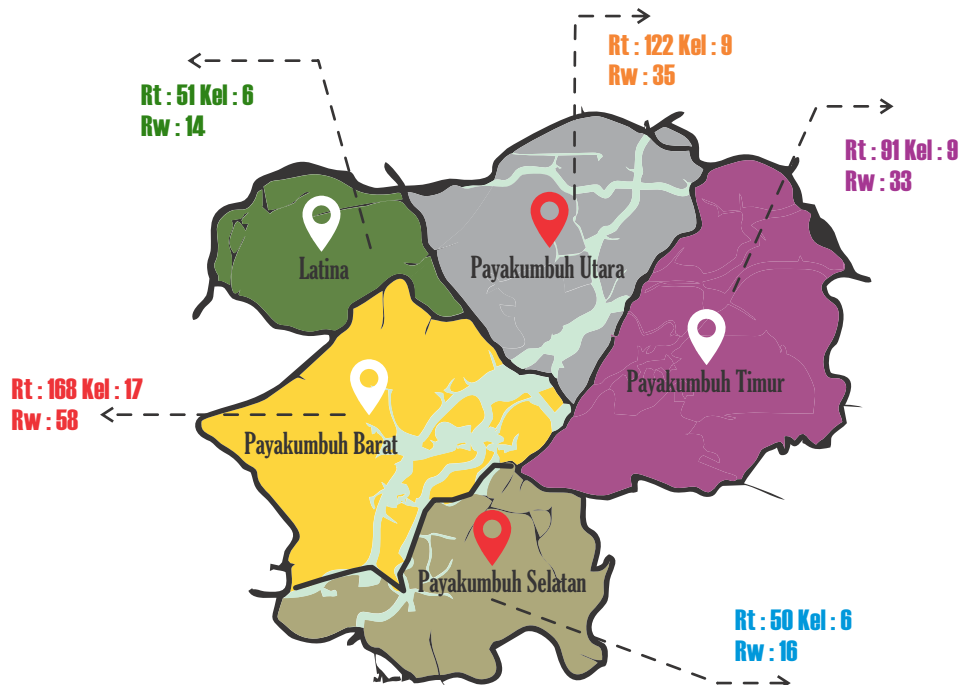 Rt : 122 Kel : 9
Rw : 35
Rt : 51 Kel : 6
Rw : 14
Rt : 91 Kel : 9
Rw : 33
Latina
Payakumbuh Utara
Payakumbuh Timur
Rt : 168 Kel : 17
Rw : 58
Payakumbuh Barat
Payakumbuh Selatan
Rt : 50 Kel : 6
Rw : 16